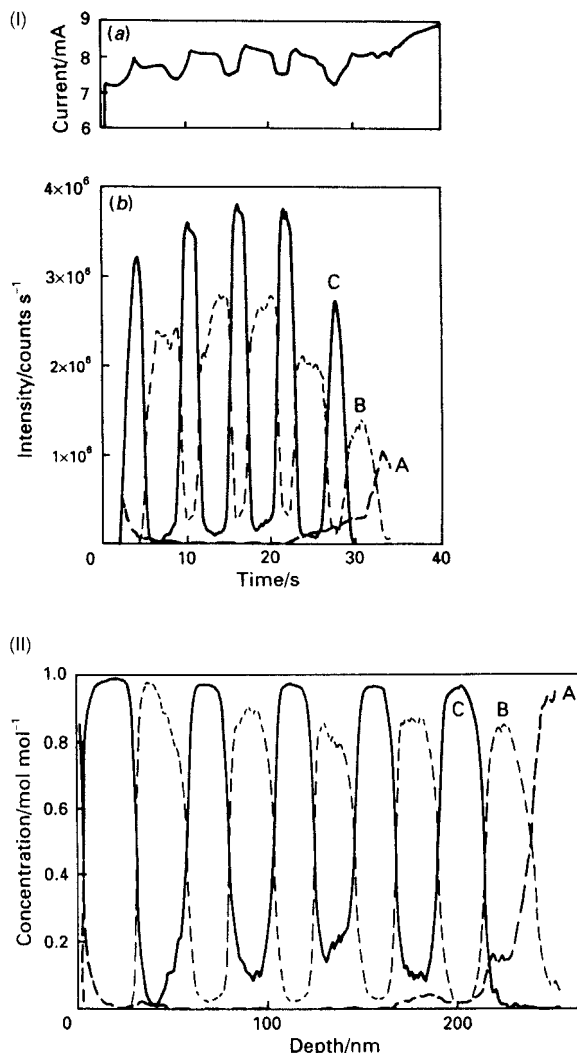 (I)
(a)
9
8
7
6
Current/mA
(b)
4×10⁶
3×10⁶
2×10⁶
1×10⁶
Intensity/counts s⁻¹
C
B
A
0 10 20 30 40
Time/s
(II)
1.0
0.8
0.6
0.4
0.2
Concentration/mol mol⁻¹
C B A
0 100 200
Depth/nm